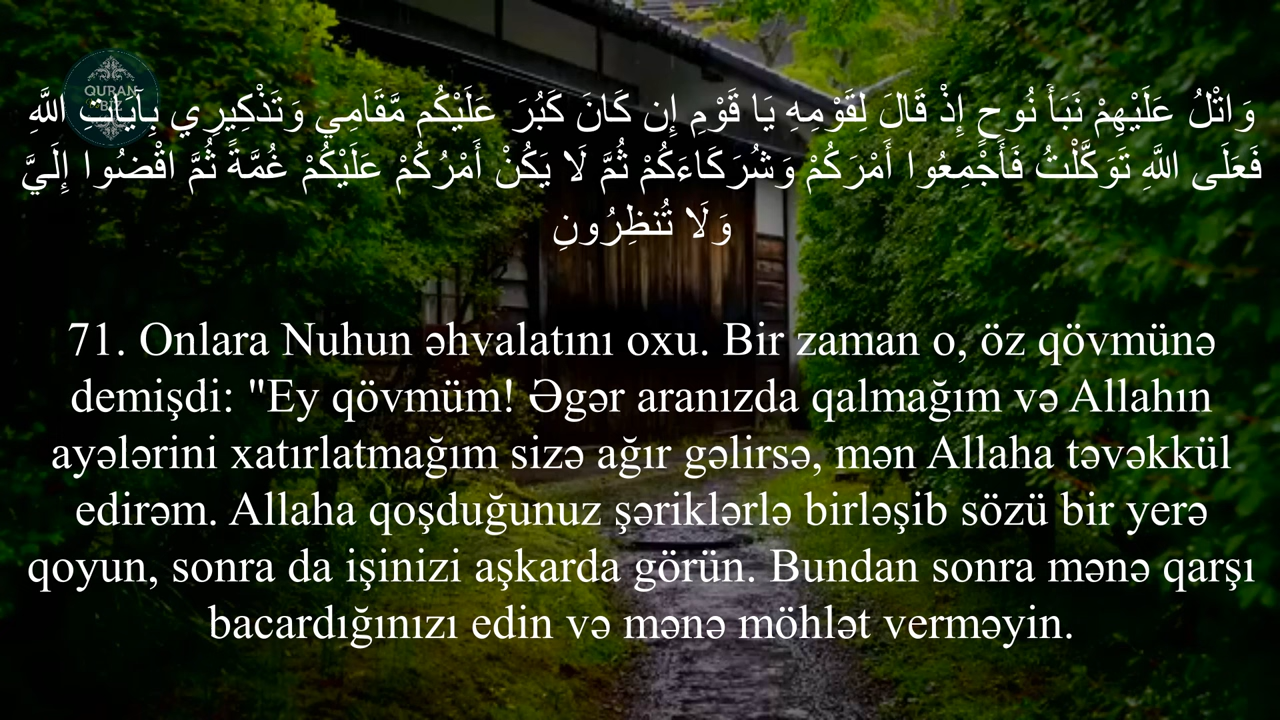 QURAN
BIZ
وَاتْلُ عَلَيْهِمْ نَبَأَ نُوحٍ إِذْ قَالَ لِقَوْمِهِ يَا قَوْمِ إِن كَانَ كَبُرَ عَلَيْكُم مَّقَامِي وَتَذْكِيرِي بِآيَاتِ اللَّهِ
فَعَلَى اللَّهِ تَوَكَّلْتُ فَأَجْمِعُوا أَمْرَكُمْ وَشُرَكَاءَكُمْ ثُمَّ لَا يَكُنْ أَمْرُكُمْ عَلَيْكُمْ غُمَّةً ثُمَّ اقْضُوا إِلَيَّ
وَلَا تُنظِرُونِ
71. Onlara Nuhun əhvalatını oxu. Bir zaman o, öz qövmünə
demişdi: "Ey qövmüm! Əgər aranızda qalmağım və Allahın
ayələrini xatırlatmağım sizə ağır gəlirsə, mən Allaha təvəkkül
edirəm. Allaha qoşduğunuz şəriklərlə birləşib sözü bir yerə
qoyun, sonra da işinizi aşkarda görün. Bundan sonra mənə qarşı
bacardığınızı edin və mənə möhlət verməyin.